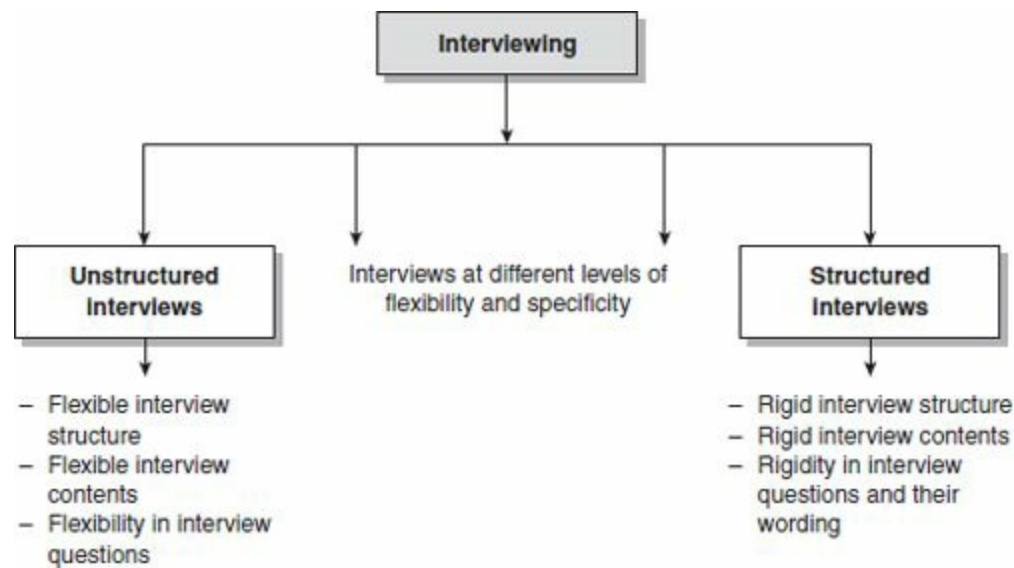 Interviewing
Unstructured
Interviews
Interviews at different levels of
flexibility and specificity
Structured
Interviews
– Flexible interview
structure
– Flexible interview
contents
– Flexibility in interview
questions
– Rigid interview structure
– Rigid interview contents
– Rigidity in interview
questions and their
wording